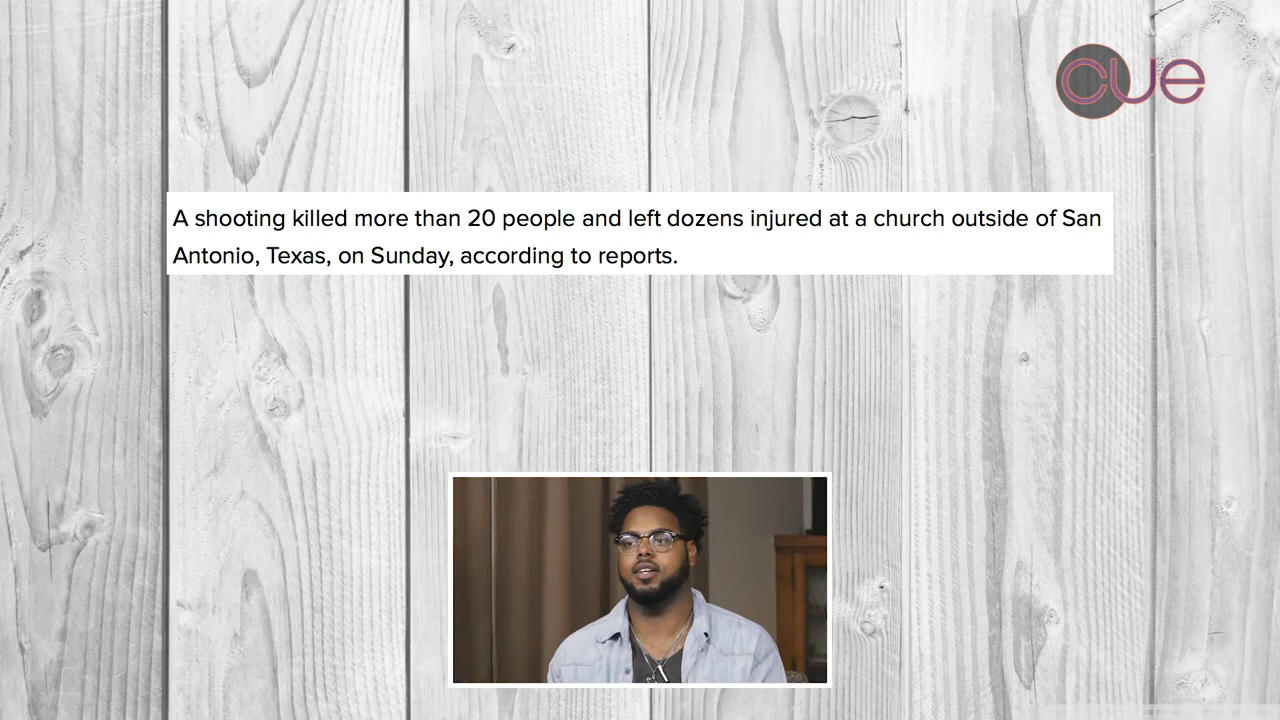 cue
A shooting killed more than 20 people and left dozens injured at a church outside of San
Antonio, Texas, on Sunday, according to reports.